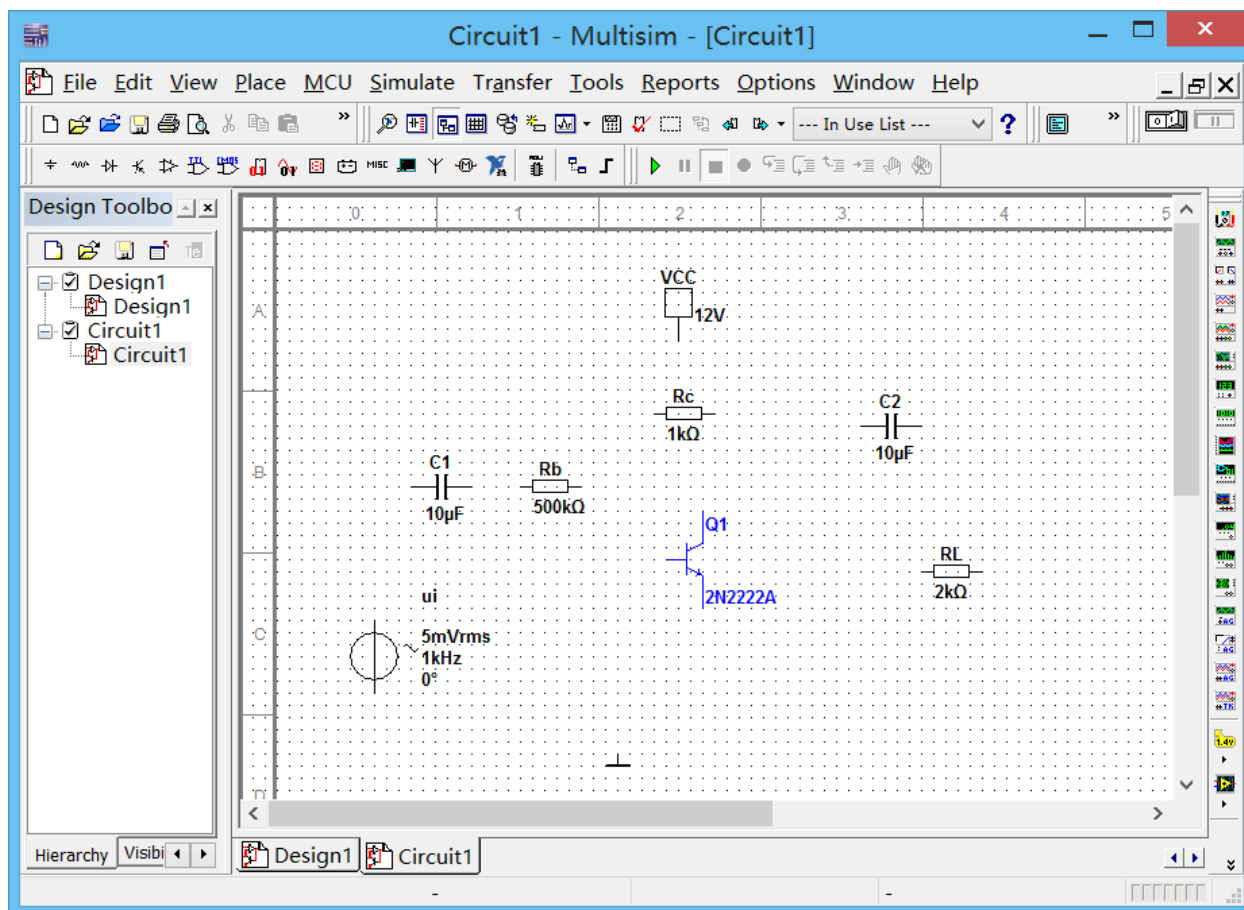 Circuit1 - Multisim - [Circuit1]
File Edit View Place MCU Simulate Transfer Tools Reports Options Window Help
--- In Use List ---
Design Toolbo
Design1
Design1
Circuit1
Circuit1
Hierarchy Visibi
0 1 2 3 4 5
A
B
C
D
VCC
12V
Rc
1kΩ
C2
10µF
C1
10µF
Rb
500kΩ
Q1
2N2222A
RL
2kΩ
ui
5mVrms
1kHz
0°
Design1 Circuit1
- -
MISC
1.4v